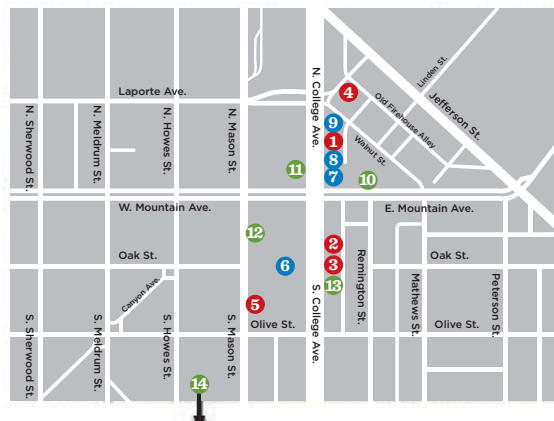 Linden St.
Laporte Ave.
4
Old Firehouse Alley
Jefferson St.
N. Sherwood St.
N. Meldrum St.
N. Howes St.
N. Mason St.
N. College Ave.
9
1
8
7
Walnut St.
11
10
W. Mountain Ave.
E. Mountain Ave.
12
2
Oak St.
6
3
Oak St.
13
Canyon Ave.
Remington St.
Mathews St.
Peterson St.
5
Olive St.
Olive St.
S. Sherwood St.
S. Meldrum St.
S. Howes St.
S. Mason St.
S. College Ave.
14